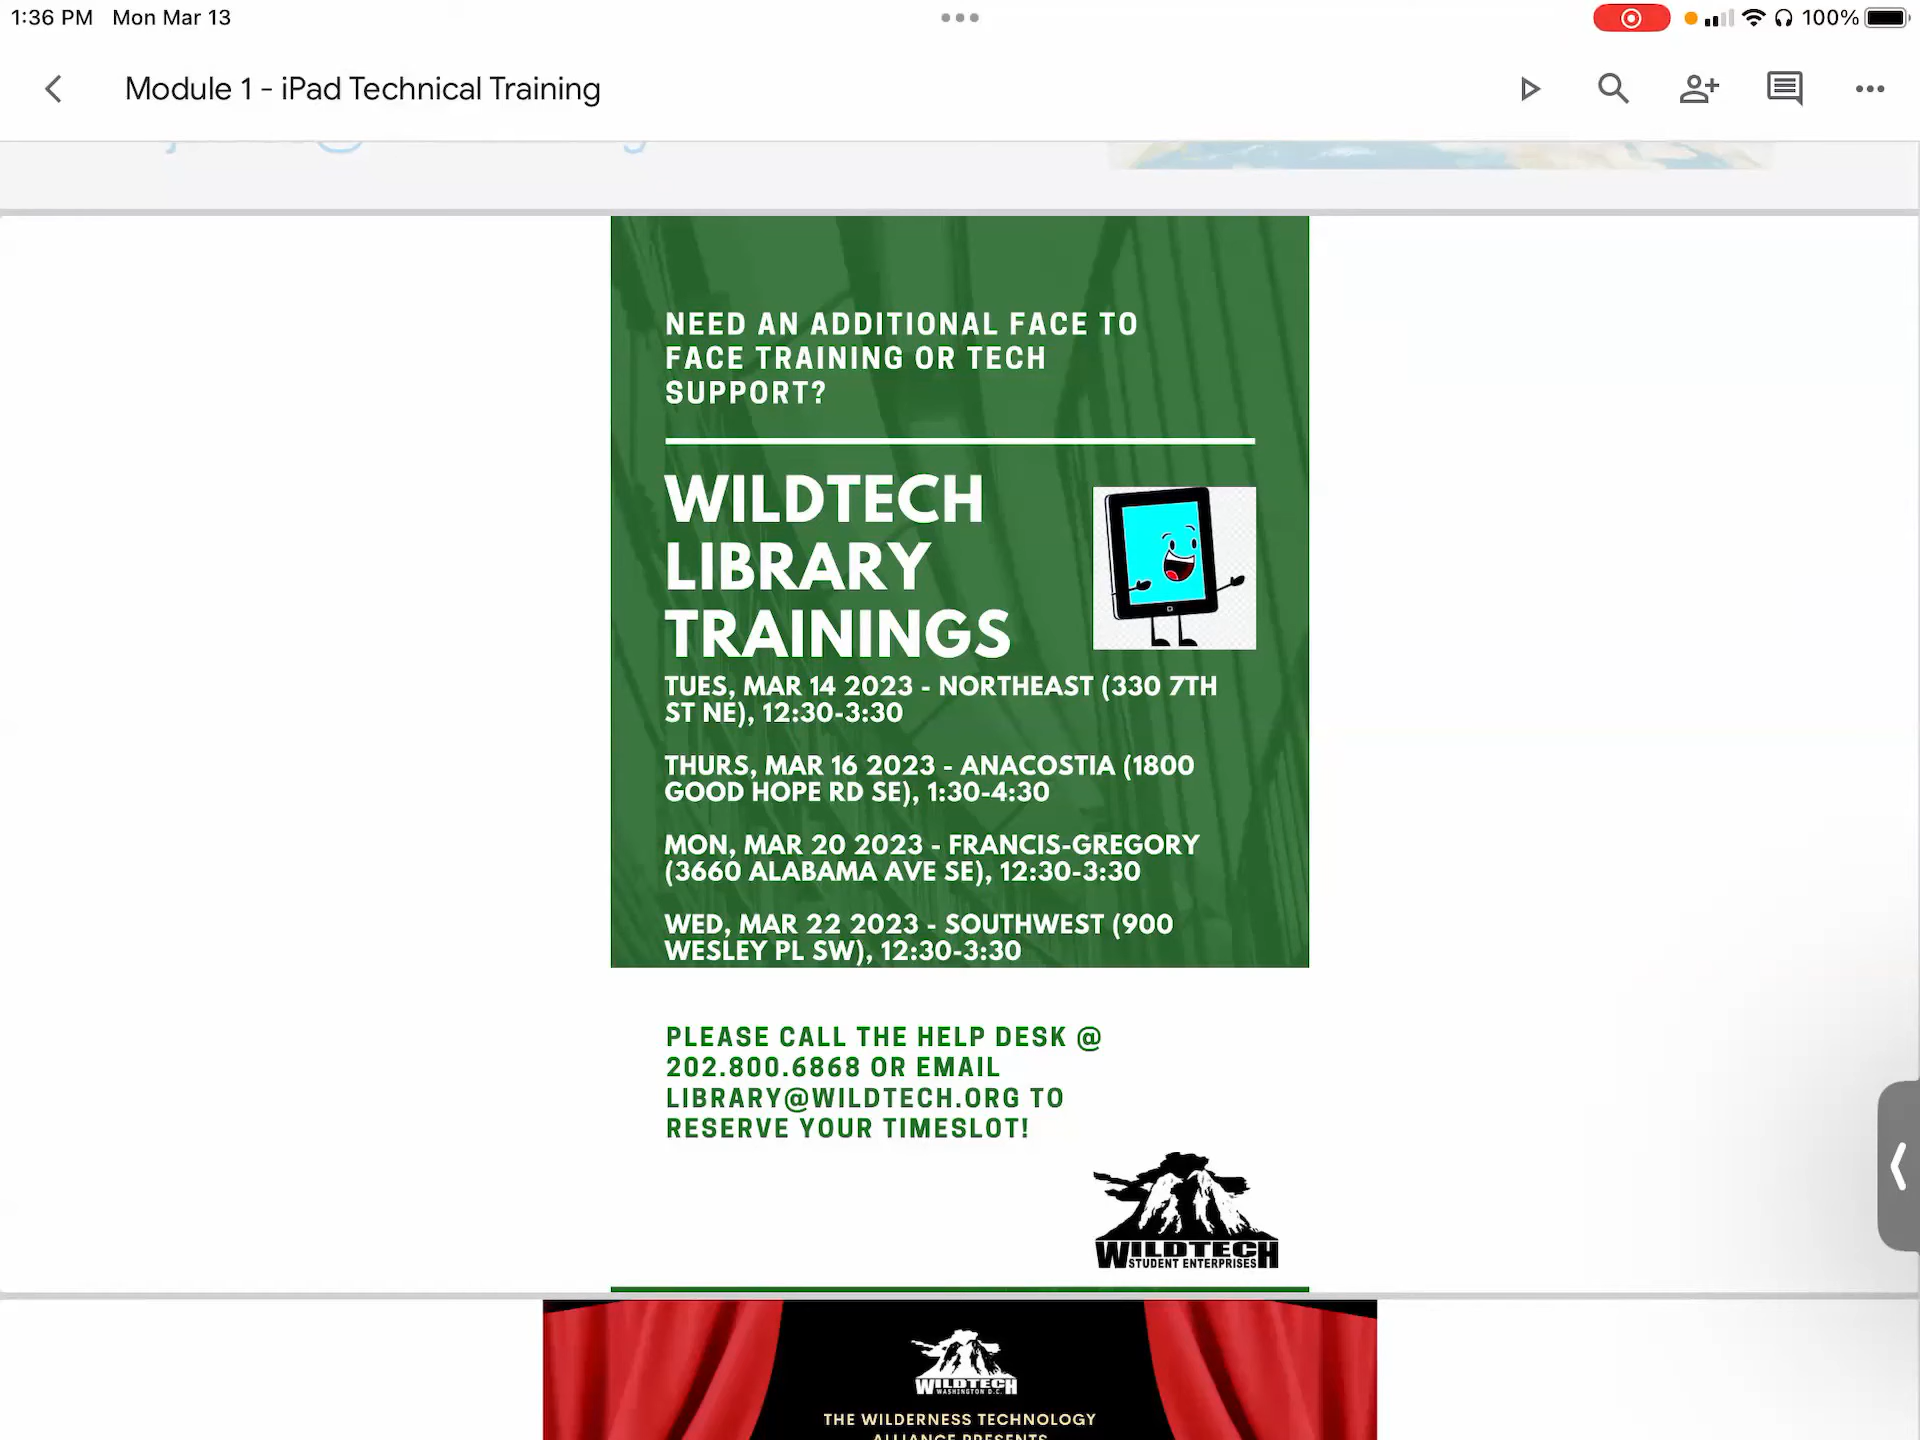 1:36 PM Mon Mar 13
100%
Module 1 - iPad Technical Training
NEED AN ADDITIONAL FACE TO
FACE TRAINING OR TECH
SUPPORT?
WILDTECH
LIBRARY
TRAININGS
TUES, MAR 14 2023 - NORTHEAST (330 7TH
ST NE), 12:30-3:30
THURS, MAR 16 2023 - ANACOSTIA (1800
GOOD HOPE RD SE), 1:30-4:30
MON, MAR 20 2023 - FRANCIS-GREGORY
(3660 ALABAMA AVE SE), 12:30-3:30
WED, MAR 22 2023 - SOUTHWEST (900
WESLEY PL SW), 12:30-3:30
PLEASE CALL THE HELP DESK @
202.800.6868 OR EMAIL
LIBRARY@WILDTECH.ORG TO
RESERVE YOUR TIMESLOT!
WILDTECH
STUDENT ENTERPRISES
WILDTECH
WASHINGTON D.C.
THE WILDERNESS TECHNOLOGY
ALLIANCE PRESENTS